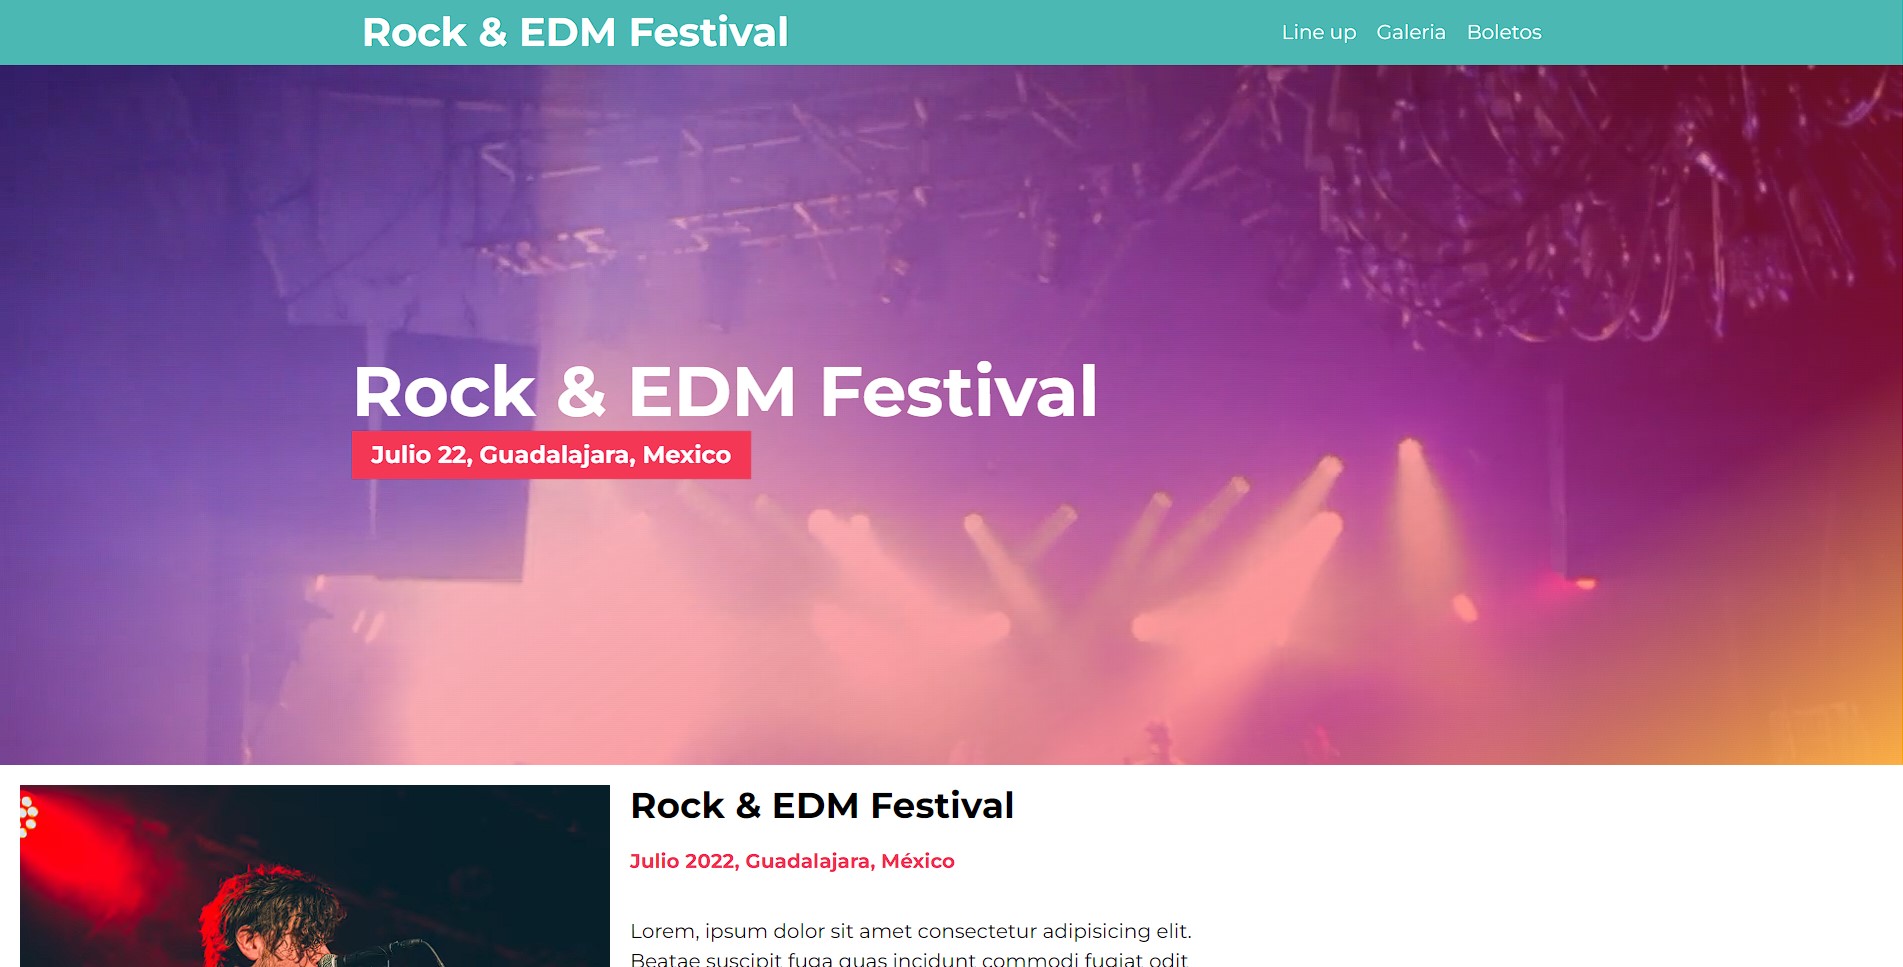 Rock & EDM Festival
Line up Galeria Boletos
Rock & EDM Festival
Julio 22, Guadalajara, Mexico
Rock & EDM Festival
Julio 2022, Guadalajara, México
Lorem, ipsum dolor sit amet consectetur adipisicing elit.
Beatae suscipit fuga quas incidunt commodi fugiat odit